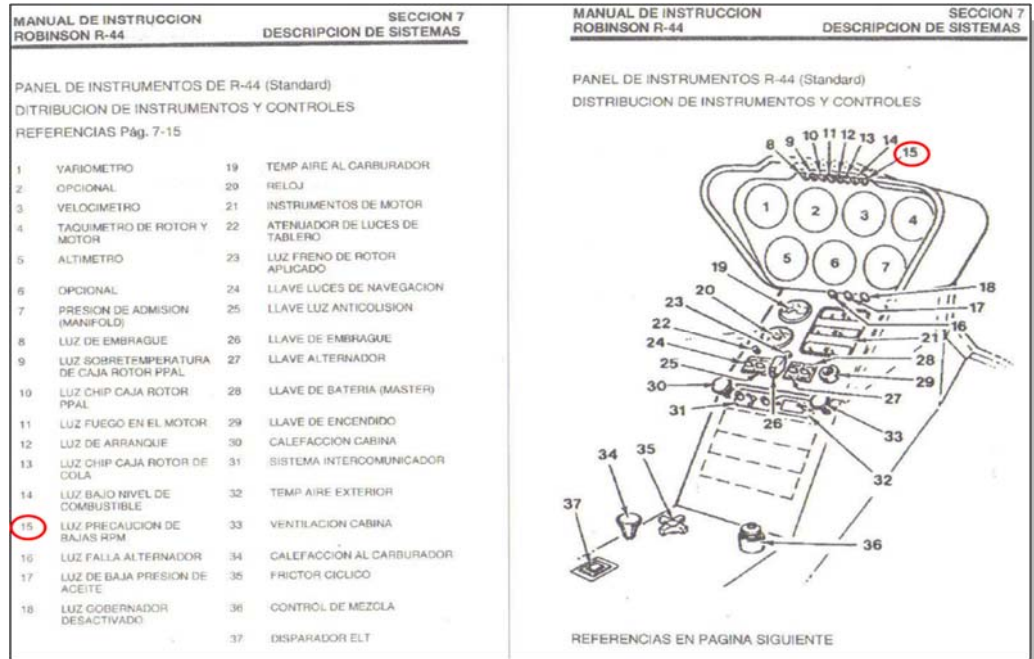 MANUAL DE INSTRUCCION SECCION 7
ROBINSON R-44 DESCRIPCION DE SISTEMAS
PANEL DE INSTRUMENTOS DE R-44 (Standard)
DITRIBUCION DE INSTRUMENTOS Y CONTROLES
REFERENCIAS Pág. 7-15
1 VARIOMETRO 19 TEMP AIRE AL CARBURADOR
2 OPCIONAL 20 RELOJ
3 VELOCIMETRO 21 INSTRUMENTOS DE MOTOR
4 TAQUIMETRO DE ROTOR Y 22 ATENUADOR DE LUCES DE
MOTOR TABLERO
5 ALTIMETRO 23 LUZ FRENO DE ROTOR
APLICADO
6 OPCIONAL 24 LLAVE LUCES DE NAVEGACION
7 PRESION DE ADMISION 25 LLAVE LUZ ANTICOLISION
(MANIFOLD)
8 LUZ DE EMBRAGUE 26 LLAVE DE EMBRAGUE
9 LUZ SOBRETEMPERATURA 27 LLAVE ALTERNADOR
DE CAJA ROTOR PPAL
10 LUZ CHIP CAJA ROTOR 28 LLAVE DE BATERIA (MASTER)
PPAL
11 LUZ FUEGO EN EL MOTOR 29 LLAVE DE ENCENDIDO
12 LUZ DE ARRANQUE 30 CALEFACCION CABINA
13 LUZ CHIP CAJA ROTOR DE 31 SISTEMA INTERCOMUNICADOR
COLA
14 LUZ BAJO NIVEL DE 32 TEMP AIRE EXTERIOR
COMBUSTIBLE
15 LUZ PRECAUCION DE 33 VENTILACION CABINA
BAJAS RPM
16 LUZ FALLA ALTERNADOR 34 CALEFACCION AL CARBURADOR
17 LUZ DE BAJA PRESION DE 35 FRICTOR CICLICO
ACEITE
18 LUZ GOBERNADOR 36 CONTROL DE MEZCLA
DESACTIVADO
37 DISPARADOR ELT
MANUAL DE INSTRUCCION SECCION 7
ROBINSON R-44 DESCRIPCION DE SISTEMAS
PANEL DE INSTRUMENTOS R-44 (Standard)
DISTRIBUCION DE INSTRUMENTOS Y CONTROLES
8 9 10 11 12 13 14
15
1 2 3 4
5 6 7
19
18
20
17
23
16
22
21
24
28
25
29
30
27
31
26
33
32
34 35
37
36
REFERENCIAS EN PAGINA SIGUIENTE